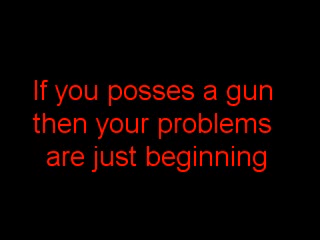 If you posses a gun
then your problems
are just beginning